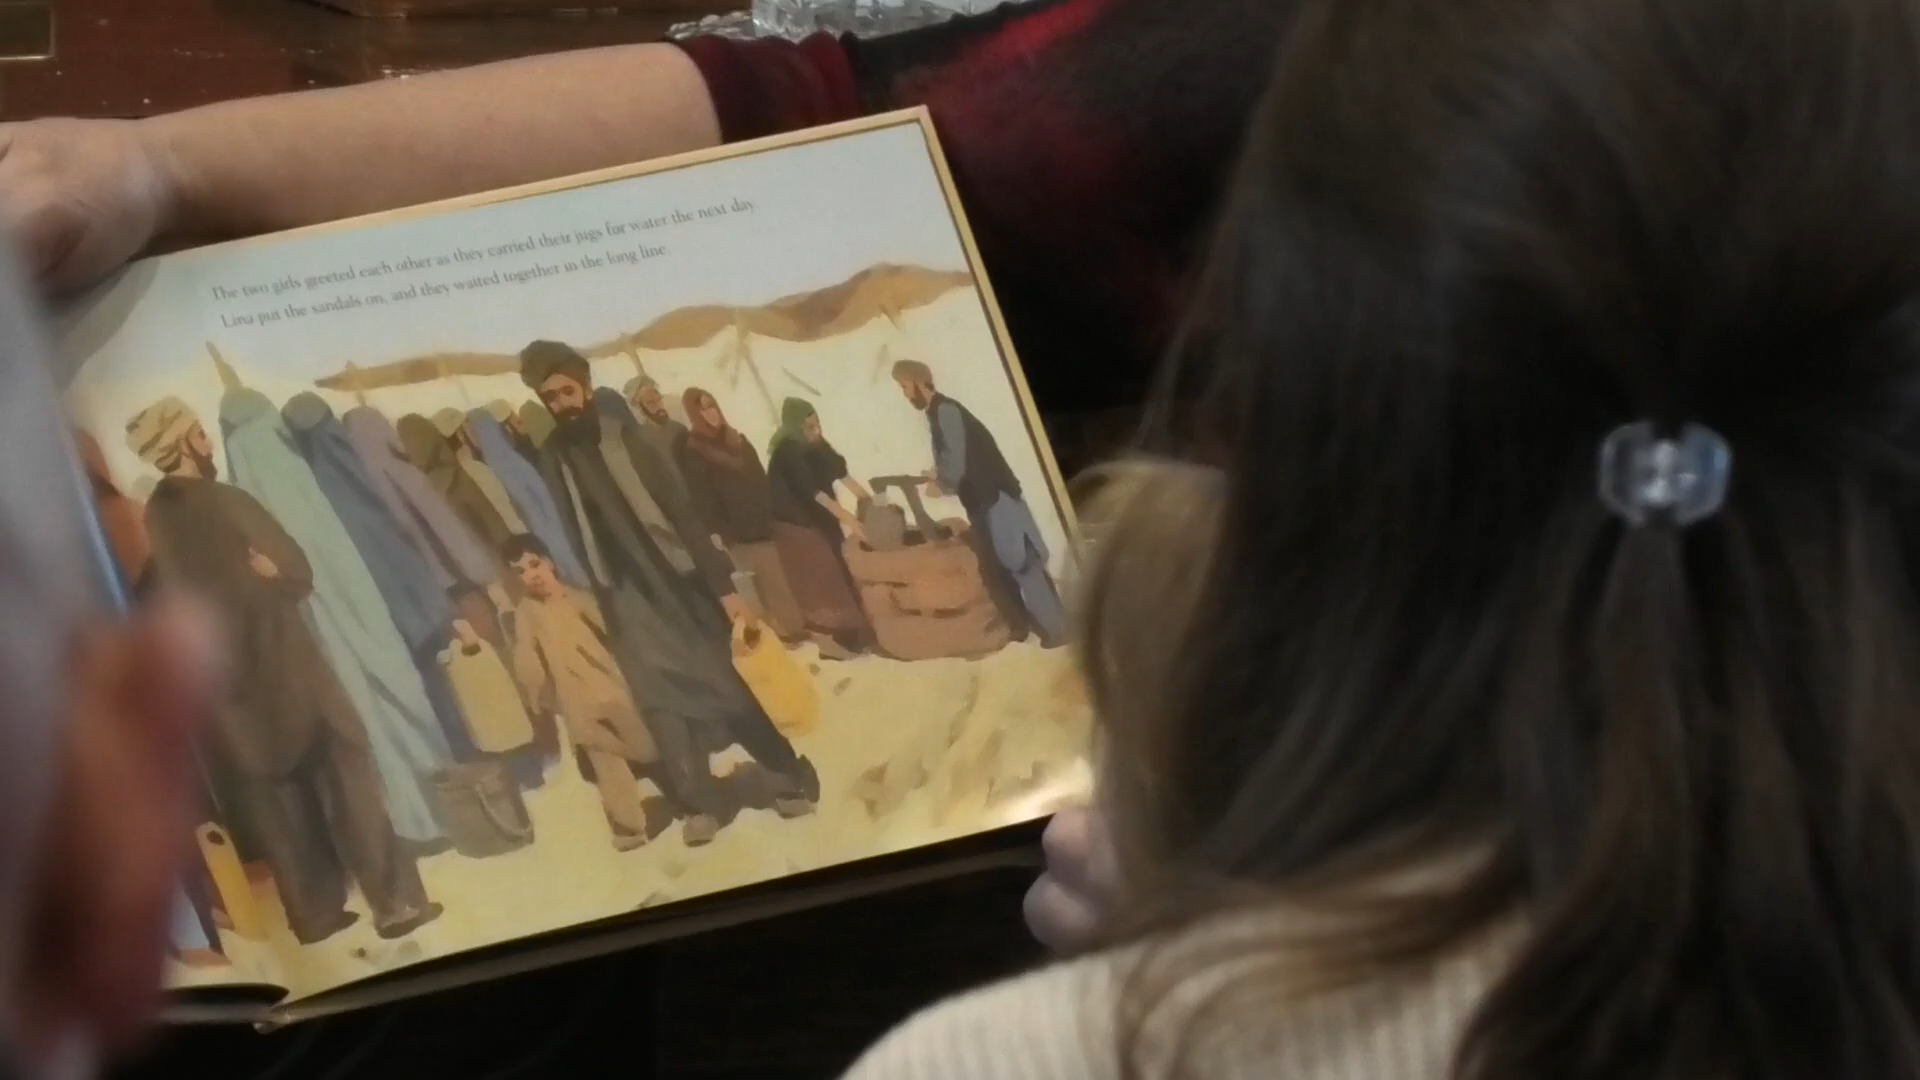 The two girls greeted each other as they carried their jugs for water the next day.
Lina put the sandals on, and they waited together in the long line.